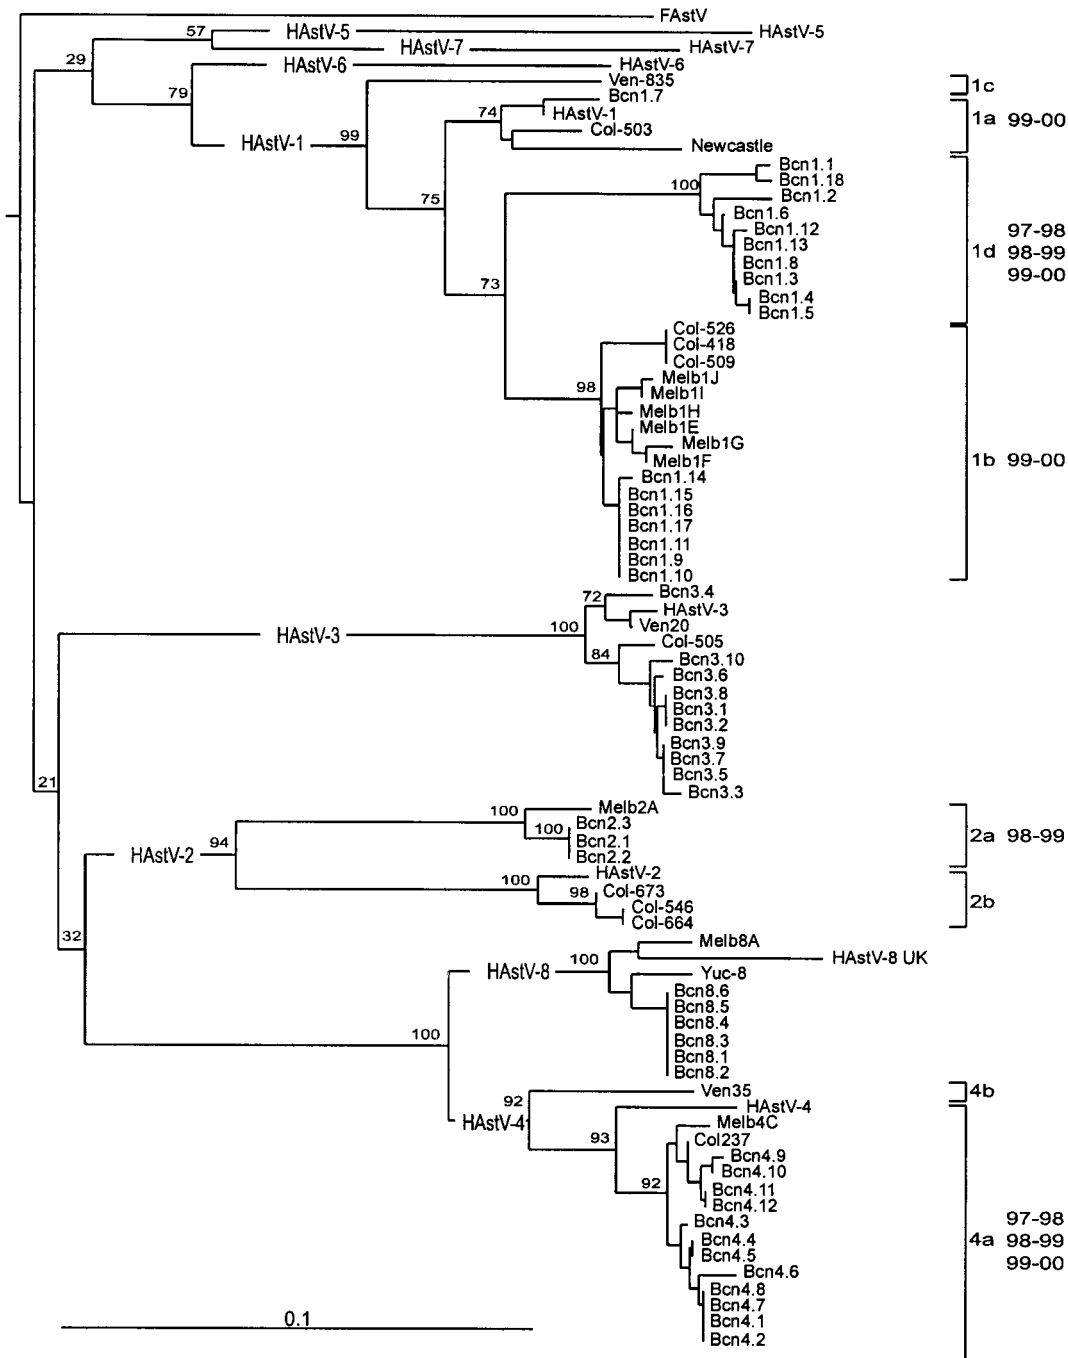 FAstV
57 HAstV-5 HAstV-5
HAstV-7 HAstV-7
29
HAstV-6 HAstV-6
79
Ven-835
1c
Bcn1.7
74 HAstV-1
1a 99-00
Col-503
HAstV-1 99
Newcastle
Bcn1.1
100 Bcn1.18
75 Bcn1.2
Bcn1.6
Bcn1.12 97-98
Bcn1.13
1d 98-99
Bcn1.8
Bcn1.3 99-00
73
Bcn1.4
Bcn1.5
Col-526
Col-418
Col-509
98 Melb1J
Melb1I
Melb1H
Melb1E
Melb1G
Melb1F
1b 99-00
Bcn1.14
Bcn1.15
Bcn1.16
Bcn1.17
Bcn1.11
Bcn1.9
Bcn1.10
72 Bcn3.4
HAstV-3
Ven20
HAstV-3 100
Col-505
84 Bcn3.10
Bcn3.6
Bcn3.8
Bcn3.1
Bcn3.2
Bcn3.9
Bcn3.7
Bcn3.5
21
Bcn3.3
100 Melb2A
Bcn2.3
100 Bcn2.1
2a 98-99
94 Bcn2.2
HAstV-2
HAstV-2
100 98 Col-673
2b
Col-546
Col-664
32
Melb8A
100 HAstV-8 UK
HAstV-8 Yuc-8
Bcn8.6
Bcn8.5
Bcn8.4
100 Bcn8.3
Bcn8.1
Bcn8.2
92 Ven35
4b
HAstV-4
HAstV-4
Melb4C
93 Col237
Bcn4.9
Bcn4.10
92 Bcn4.11
Bcn4.12
Bcn4.3 97-98
Bcn4.4
4a 98-99
Bcn4.5
99-00
Bcn4.6
Bcn4.8
Bcn4.7
Bcn4.1
Bcn4.2
0.1